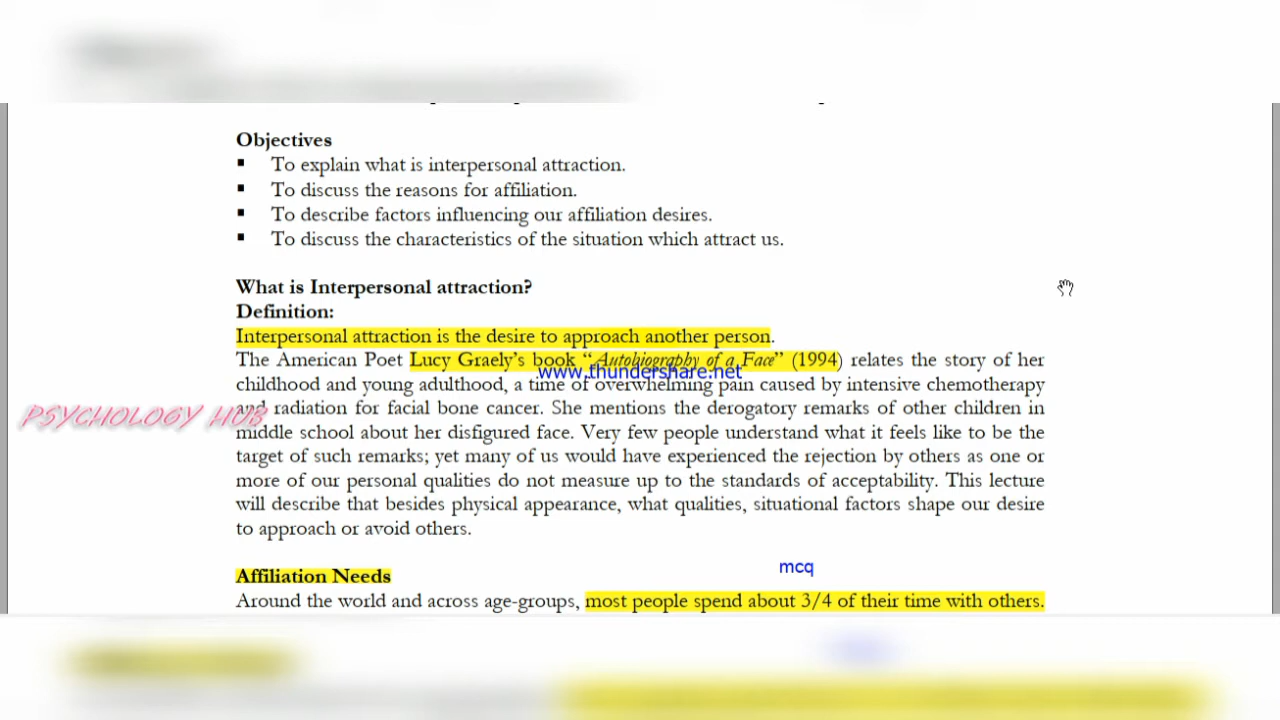 Objectives
▪ To explain what is interpersonal attraction.
▪ To discuss the reasons for affiliation.
▪ To describe factors influencing our affiliation desires.
▪ To discuss the characteristics of the situation which attract us.
What is Interpersonal attraction?
Definition:
Interpersonal attraction is the desire to approach another person.
The American Poet Lucy Graely's book “Autobiography of a Face” (1994) relates the story of her
www.thundershare.net
childhood and young adulthood, a time of overwhelming pain caused by intensive chemotherapy
PSYCHOLOGY HUB
and radiation for facial bone cancer. She mentions the derogatory remarks of other children in
middle school about her disfigured face. Very few people understand what it feels like to be the
target of such remarks; yet many of us would have experienced the rejection by others as one or
more of our personal qualities do not measure up to the standards of acceptability. This lecture
will describe that besides physical appearance, what qualities, situational factors shape our desire
to approach or avoid others.
mcq
Affiliation Needs
Around the world and across age-groups, most people spend about 3/4 of their time with others.